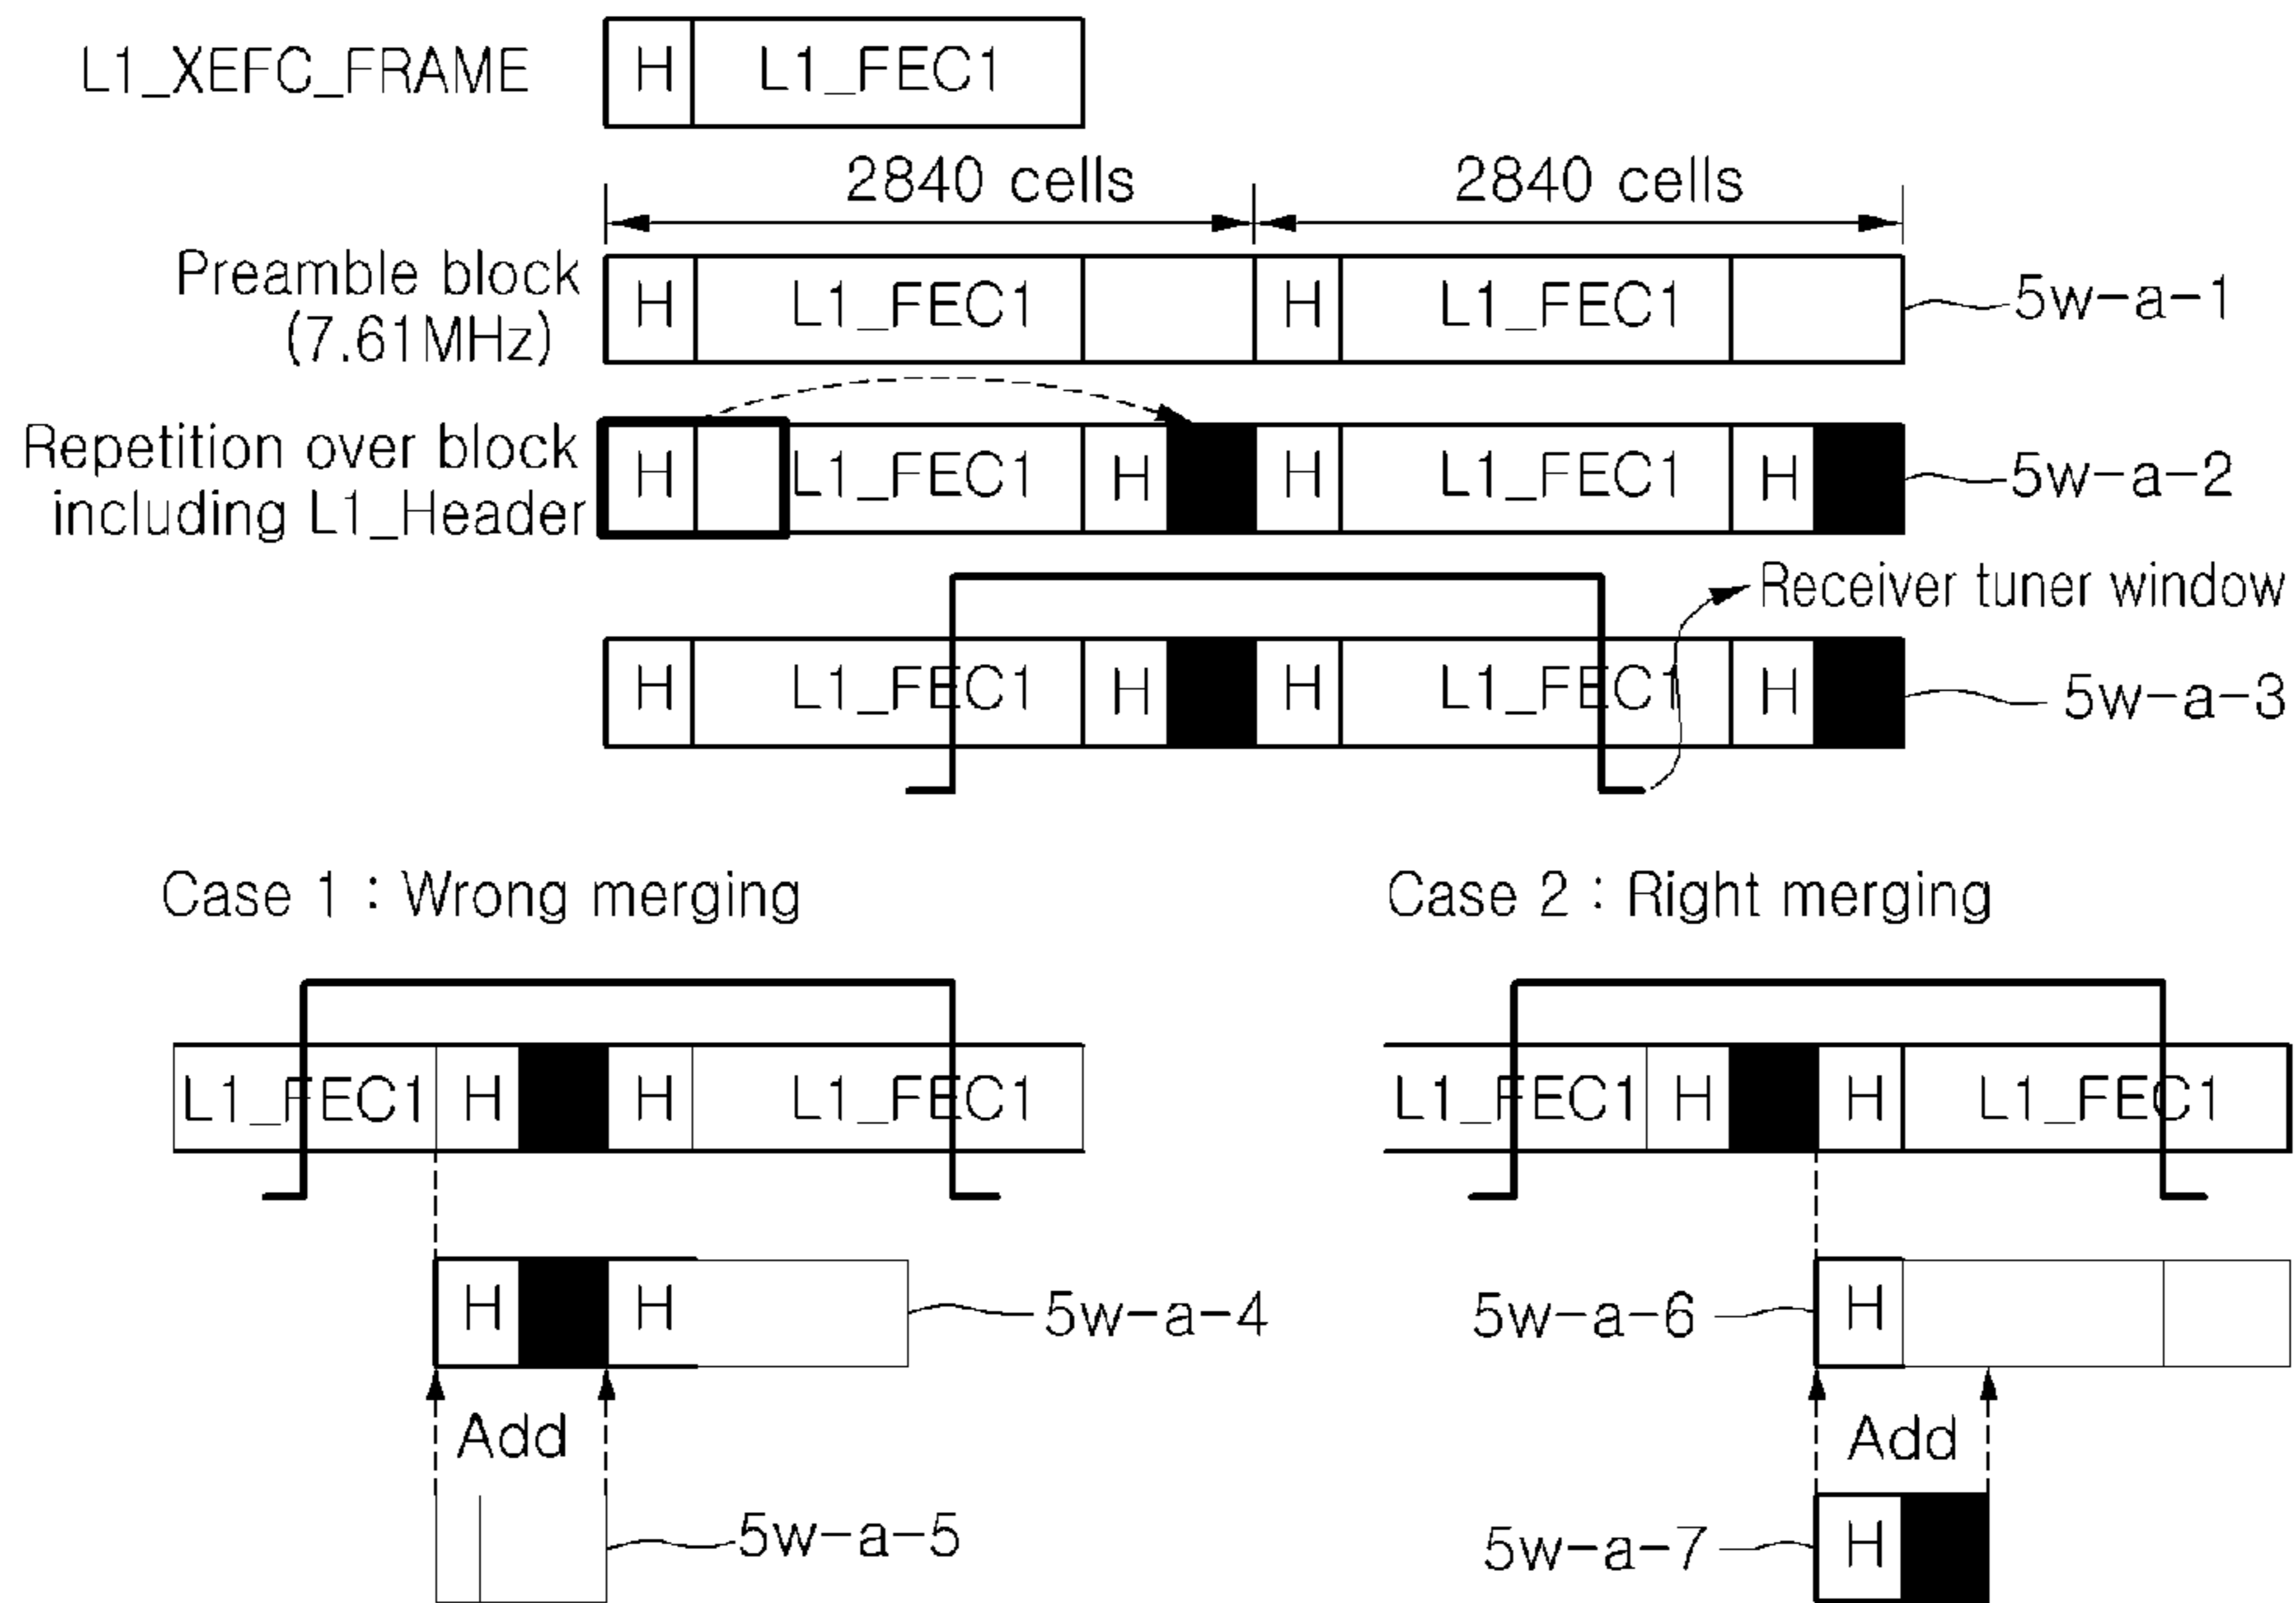 L1_XEFC_FRAME H L1_FEC1
2840 cells 2840 cells
Preamble block
(7.61MHz)
H L1_FEC1 H L1_FEC1 5w-a-1
Repetition over block
including L1_Header
H L1_FEC1 H H L1_FEC1 H 5w-a-2
Receiver tuner window
H L1_FEC1 H H L1_FEC1 H 5w-a-3
Case 1 : Wrong merging
Case 2 : Right merging
L1_FEC1 H H L1_FEC1
L1_FEC1 H H L1_FEC1
H H 5w-a-4
5w-a-6 H
Add
Add
5w-a-5
5w-a-7 H